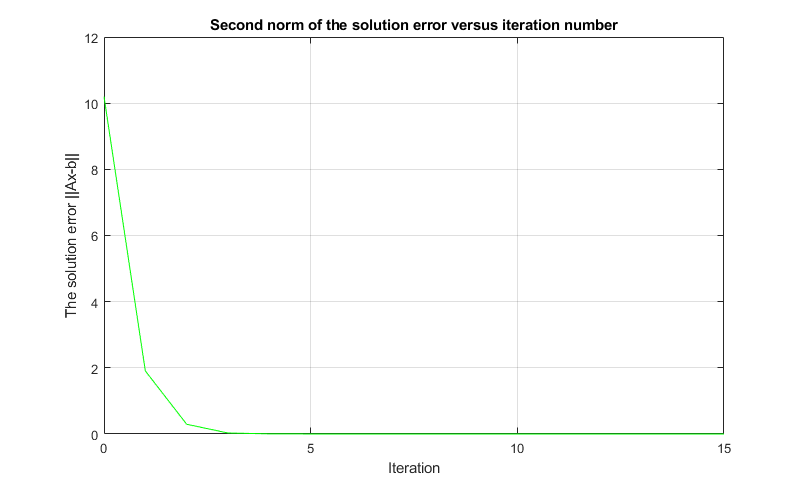 Second norm of the solution error versus iteration number
12
10
8
6
4
2
0
The solution error ||Ax-b||
0 5 10 15
Iteration